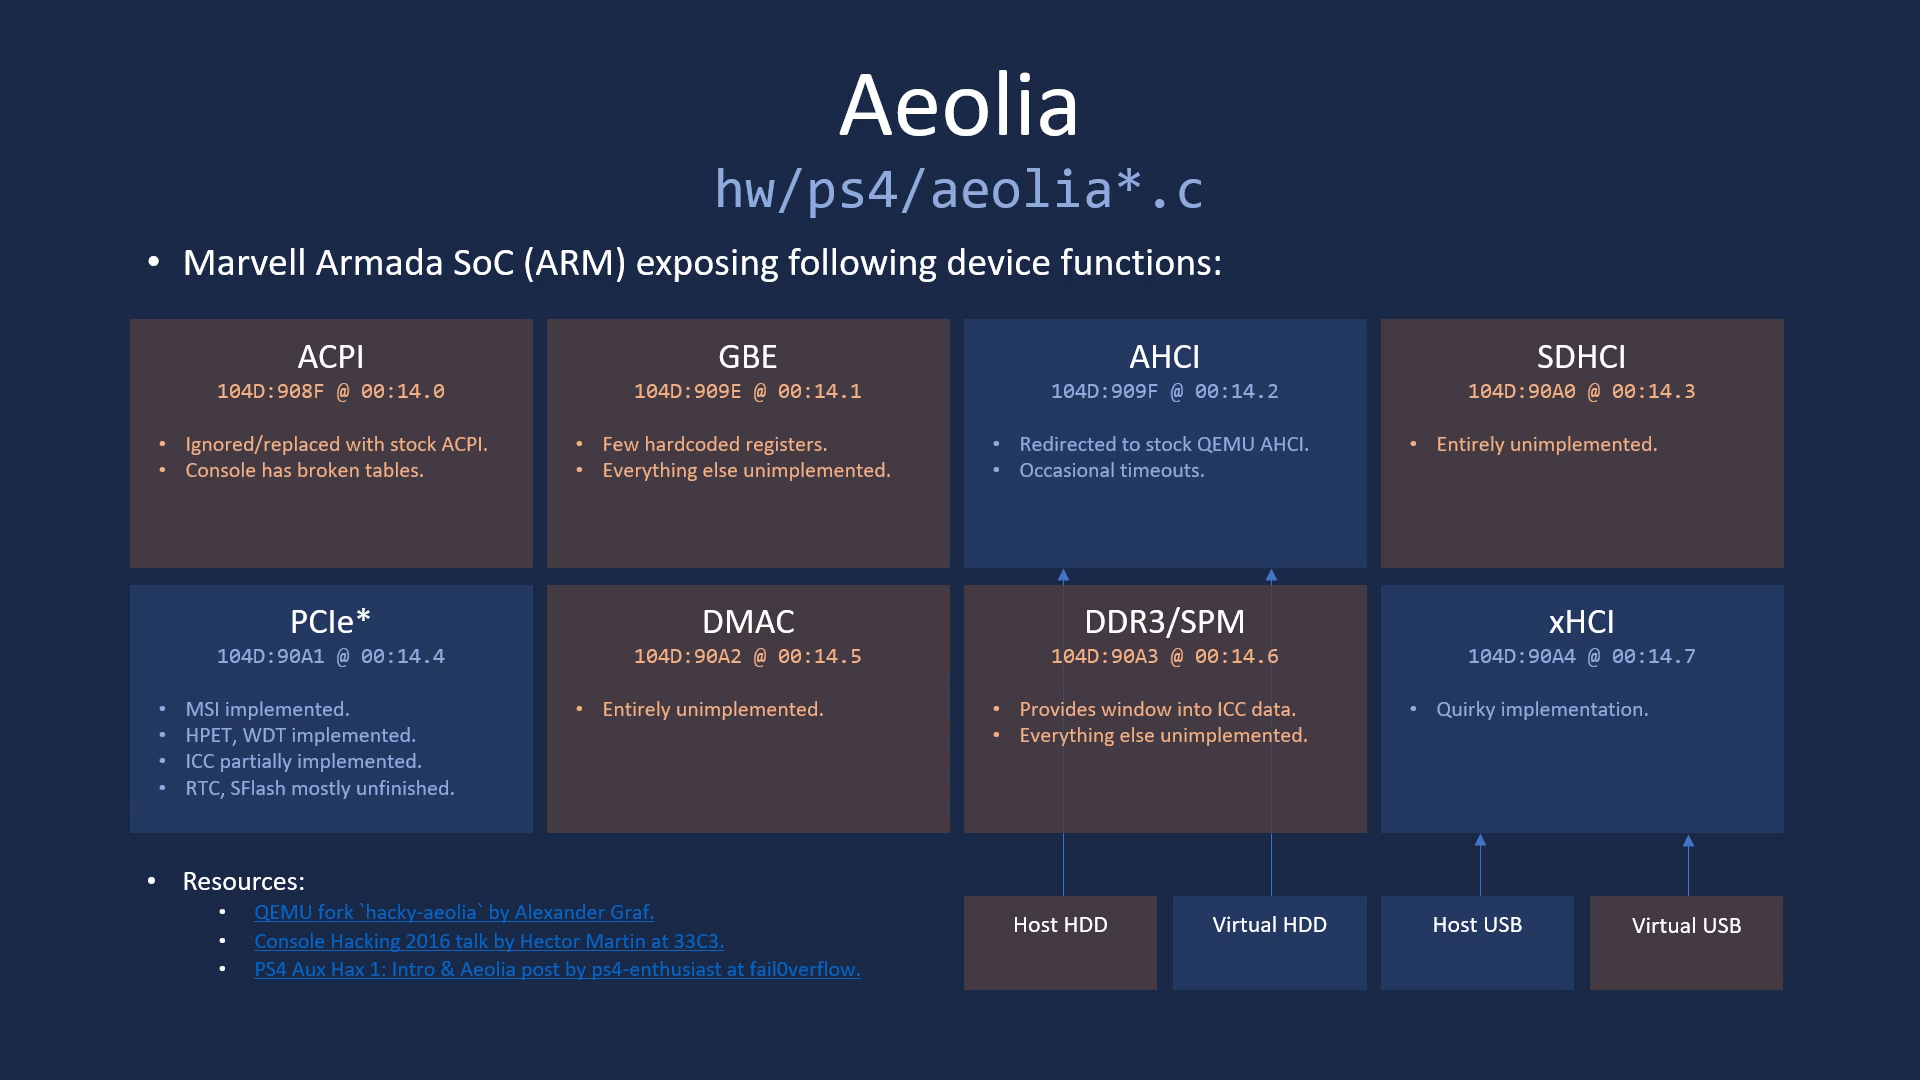 Aeolia
hw/ps4/aeolia*.c
• Marvell Armada SoC (ARM) exposing following device functions:
ACPI
104D:908F @ 00:14.0
• Ignored/replaced with stock ACPI.
• Console has broken tables.
GBE
104D:909E @ 00:14.1
• Few hardcoded registers.
• Everything else unimplemented.
AHCI
104D:909F @ 00:14.2
• Redirected to stock QEMU AHCI.
• Occasional timeouts.
SDHCI
104D:90A0 @ 00:14.3
• Entirely unimplemented.
PCIe*
104D:90A1 @ 00:14.4
• MSI implemented.
• HPET, WDT implemented.
• ICC partially implemented.
• RTC, SFlash mostly unfinished.
DMAC
104D:90A2 @ 00:14.5
• Entirely unimplemented.
DDR3/SPM
104D:90A3 @ 00:14.6
• Provides window into ICC data.
• Everything else unimplemented.
xHCI
104D:90A4 @ 00:14.7
• Quirky implementation.
• Resources:
• QEMU fork `hacky-aeolia` by Alexander Graf.
• Console Hacking 2016 talk by Hector Martin at 33C3.
• PS4 Aux Hax 1: Intro & Aeolia post by ps4-enthusiast at fail0verflow.
Host HDD
Virtual HDD
Host USB
Virtual USB